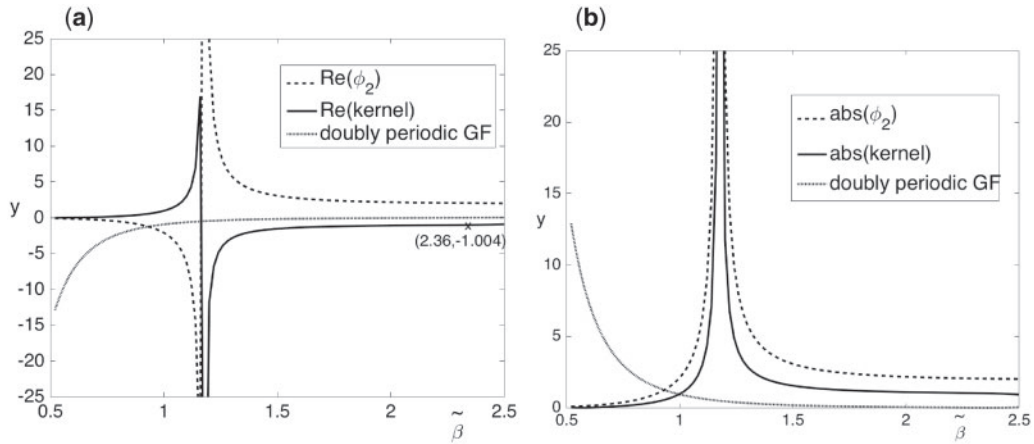 (a)
25
20
15
10
5
0
-5
-10
-15
-20
-25
y
Re(ϕ₂)
Re(kernel)
doubly periodic GF
×
(2.36,-1.004)
0.5
1
1.5
2
2.5
β̃
(b)
25
20
15
10
5
0
y
abs(ϕ₂)
abs(kernel)
doubly periodic GF
0.5
1
1.5
2
2.5
β̃